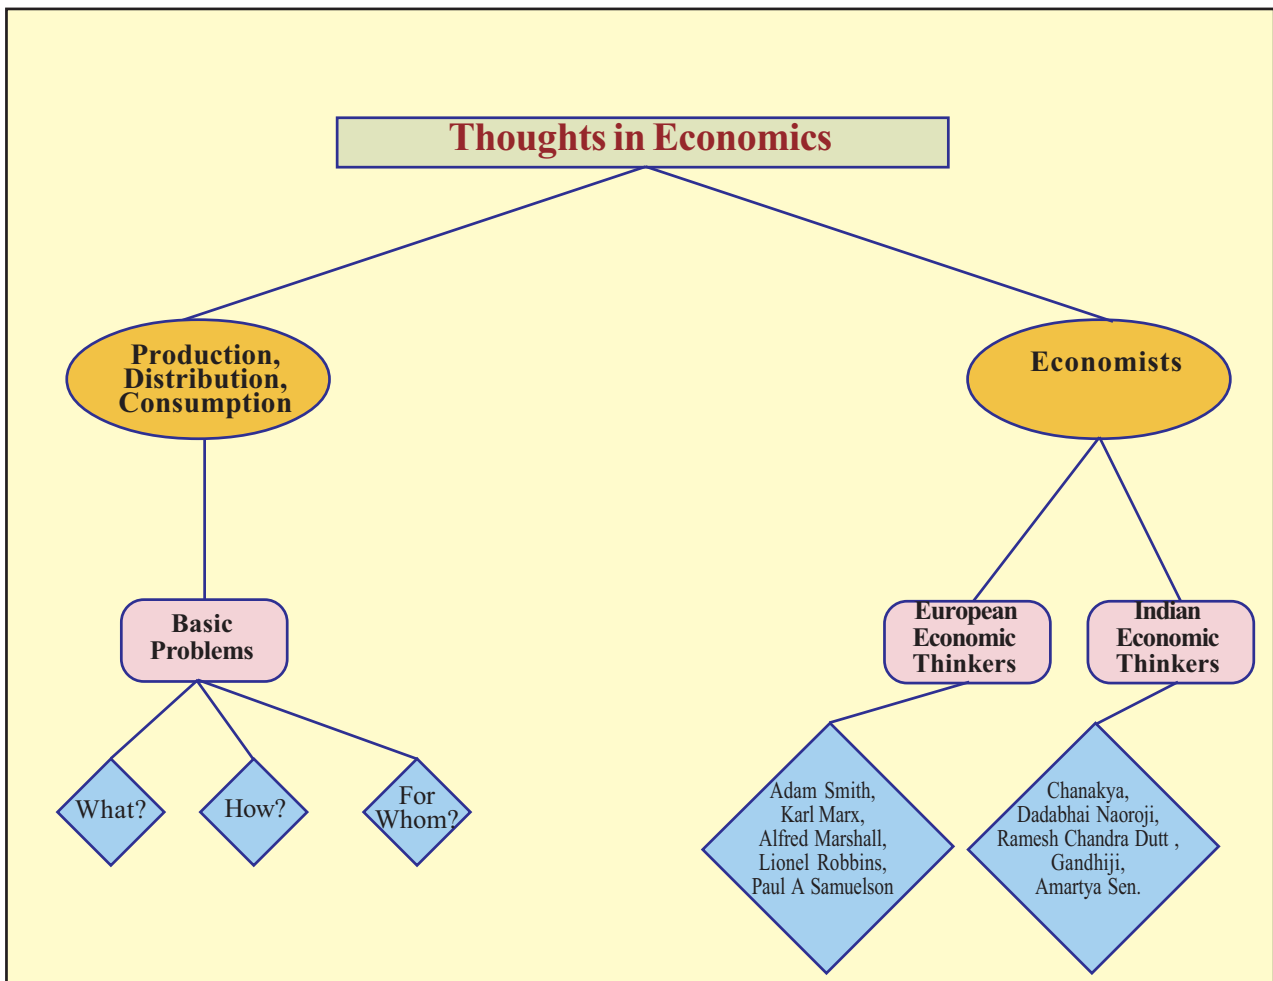 Thoughts in Economics
Production,
Distribution,
Consumption
Economists
Basic
Problems
European
Economic
Thinkers
Indian
Economic
Thinkers
What?
How?
For
Whom?
Adam Smith,
Karl Marx,
Alfred Marshall,
Lionel Robbins,
Paul A Samuelson
Chanakya,
Dadabhai Naoroji,
Ramesh Chandra Dutt ,
Gandhiji,
Amartya Sen.